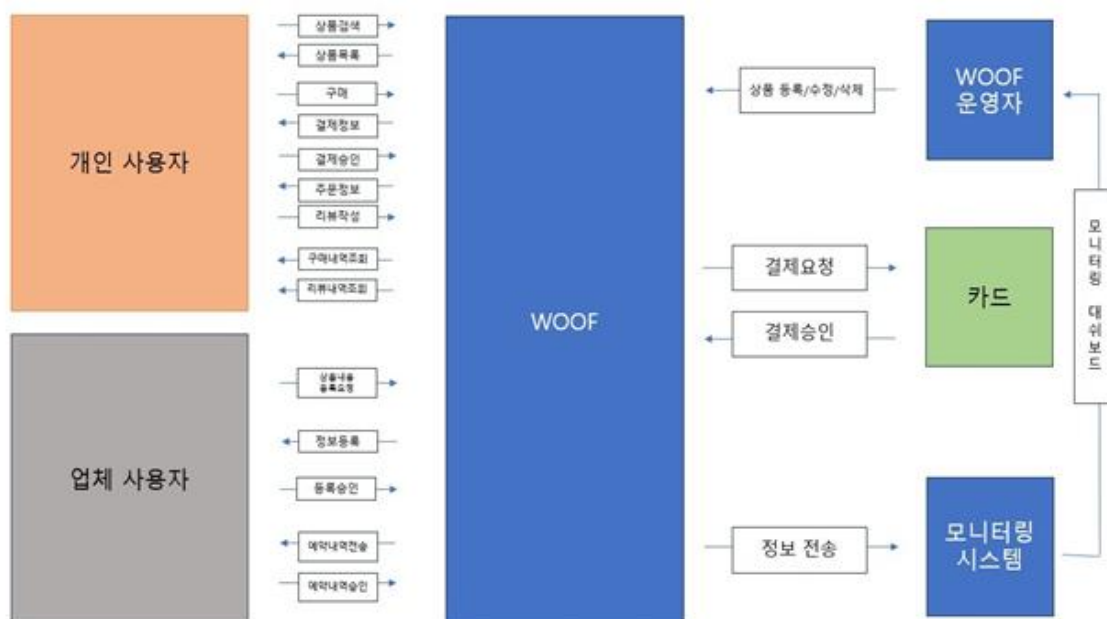 개인 사용자
상품검색
상품목록
구매
결제정보
결제승인
주문정보
리뷰작성
구매내역조회
리뷰내역조회
업체 사용자
상품내용
등록요청
정보등록
등록승인
예약내역전송
예약내역승인
WOOF
상품 등록/수정/삭제
결제요청
결제승인
정보 전송
WOOF
운영자
카드
모니터링
시스템
모니터링 대쉬보드